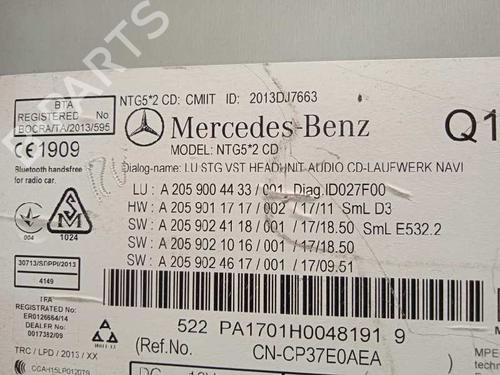 NTG5*2 CD: CMIIT ID: 2013DJ7663
BTA
REGISTERED No
BOCRA/TA/2013/595
Mercedes-Benz
Q1
MODEL: NTG5*2 CD
CE1909
Bluetooth handsfree
for radio car.
Dialog-name: LU STG VST HEADUNIT AUDIO CD-LAUFWERK NAVI
LU : A 205 900 44 33/ 001 Diag.ID027F00
HW : A 205 901 17 17/ 002 / 17/11 SmL D3
SW : A 205 902 41 18/ 001 / 17/18.50 SmL E532.2
SW : A 205 902 10 16 / 001 / 17/18.50
SW : A 205 902 46 17/ 001 / 17/09.51
004
1024
30713/SDPPI/2013
4149
TRA
REGISTERED No:
ER0126664/14
DEALER No:
0017382/09
TRC / LPD / 2013 / XX
CCAH15LP012079
522 PA1701H0048191 9
(Ref.No. CN-CP37E0AEA